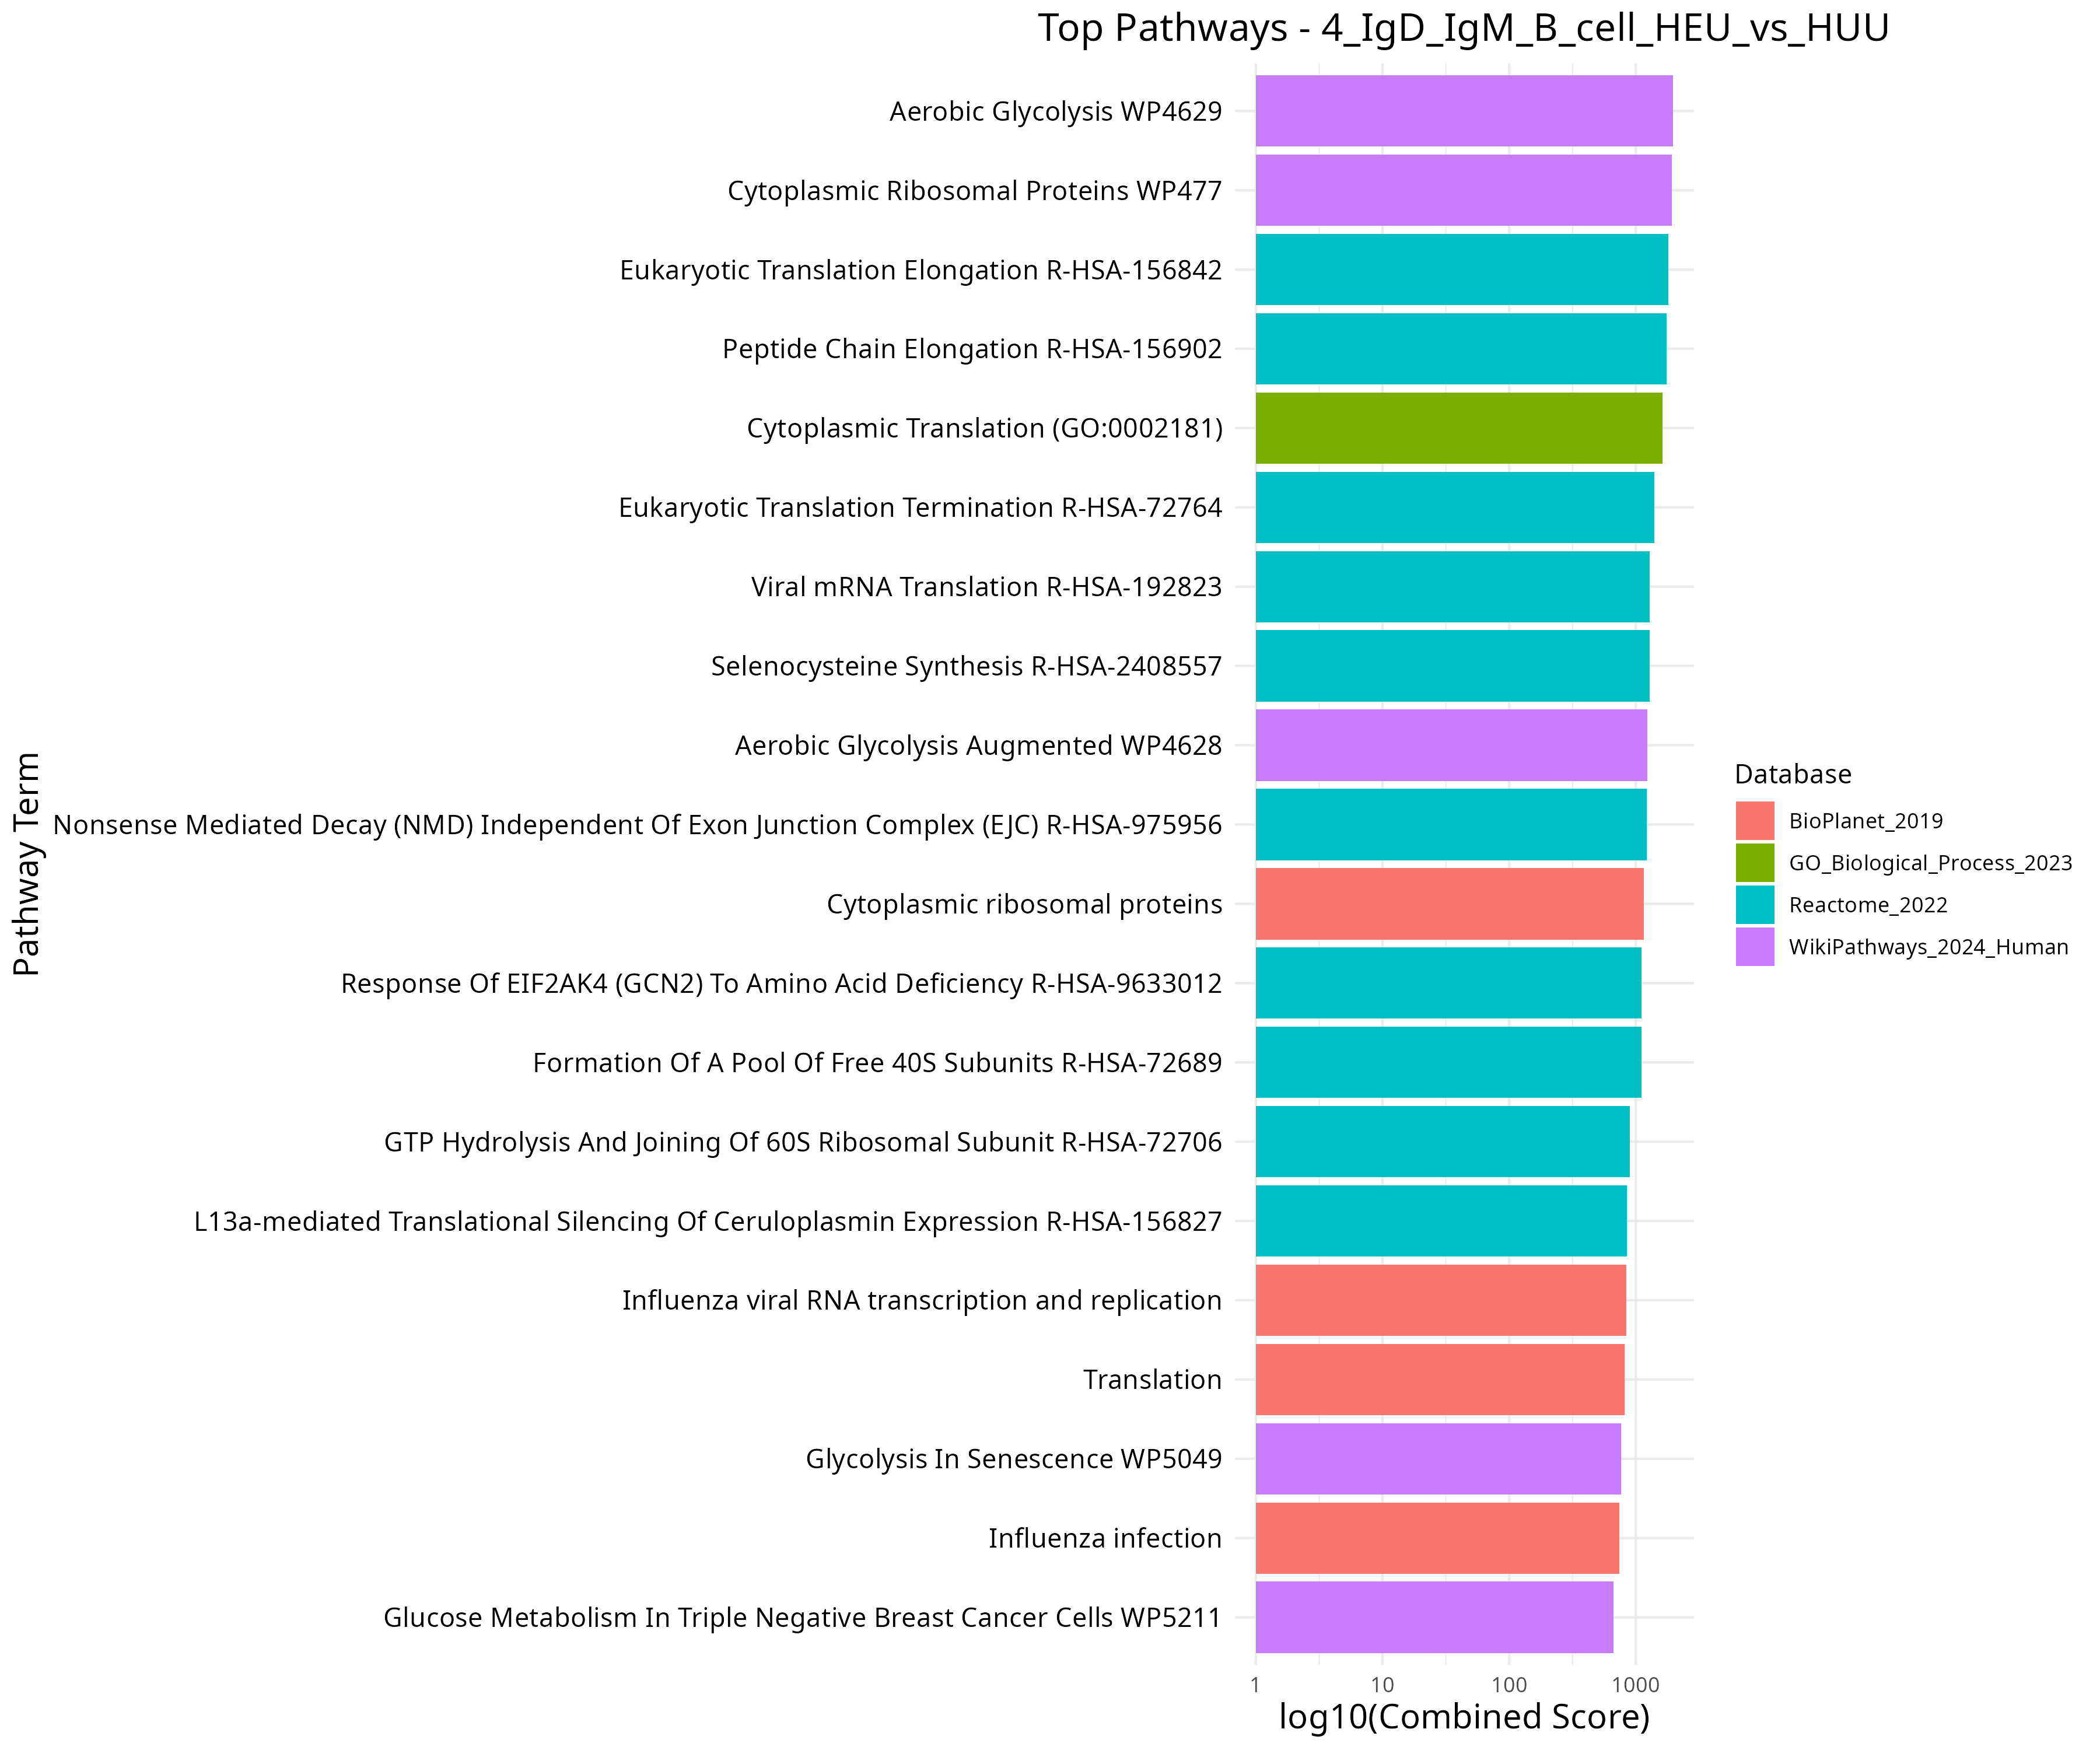 Top Pathways - 4_IgD_IgM_B_cell_HEU_vs_HUU
Pathway Term
Aerobic Glycolysis WP4629
Cytoplasmic Ribosomal Proteins WP477
Eukaryotic Translation Elongation R-HSA-156842
Peptide Chain Elongation R-HSA-156902
Cytoplasmic Translation (GO:0002181)
Eukaryotic Translation Termination R-HSA-72764
Viral mRNA Translation R-HSA-192823
Selenocysteine Synthesis R-HSA-2408557
Aerobic Glycolysis Augmented WP4628
Nonsense Mediated Decay (NMD) Independent Of Exon Junction Complex (EJC) R-HSA-975956
Cytoplasmic ribosomal proteins
Response Of EIF2AK4 (GCN2) To Amino Acid Deficiency R-HSA-9633012
Formation Of A Pool Of Free 40S Subunits R-HSA-72689
GTP Hydrolysis And Joining Of 60S Ribosomal Subunit R-HSA-72706
L13a-mediated Translational Silencing Of Ceruloplasmin Expression R-HSA-156827
Influenza viral RNA transcription and replication
Translation
Glycolysis In Senescence WP5049
Influenza infection
Glucose Metabolism In Triple Negative Breast Cancer Cells WP5211
1 10 100 1000
log10(Combined Score)
Database
BioPlanet_2019
GO_Biological_Process_2023
Reactome_2022
WikiPathways_2024_Human